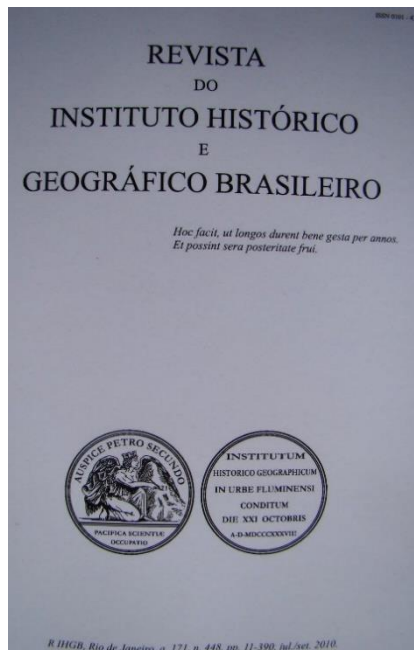 REVISTA
DO
INSTITUTO HISTÓRICO
E
GEOGRÁFICO BRASILEIRO
Hoc facit, ut longos durent bene gesta per annos.
Et possint sera posteritate frui.
AUSPICE PETRO SECUNDO
PACIFICA SCIENTIÆ
OCCUPATIO
INSTITUTUM
HISTORICO GEOGRAPHICUM
IN URBE FLUMINENSI
CONDITUM
DIE XXI OCTOBRIS
A·D·MDCCCXXXVIII
R IHGB, Rio de Janeiro, a. 171, n. 448, pp. 11-390, jul./set. 2010.